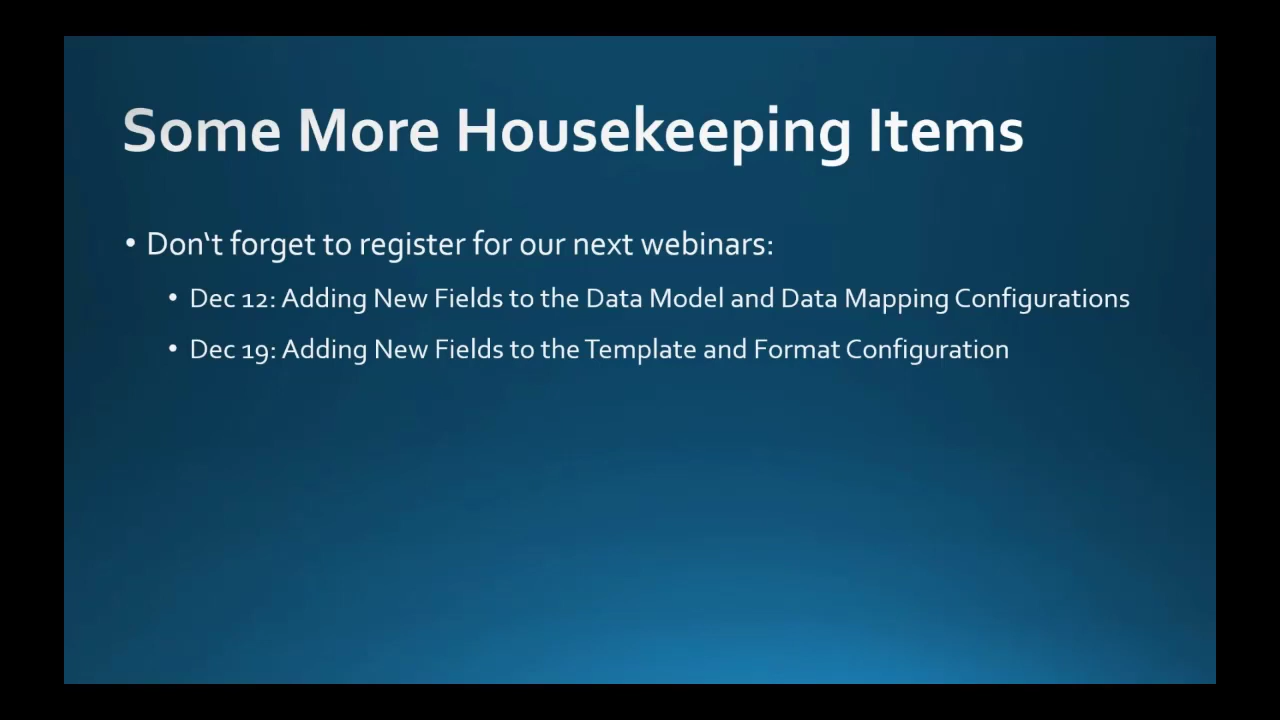 Some More Housekeeping Items
• Don‘t forget to register for our next webinars:
• Dec 12: Adding New Fields to the Data Model and Data Mapping Configurations
• Dec 19: Adding New Fields to the Template and Format Configuration